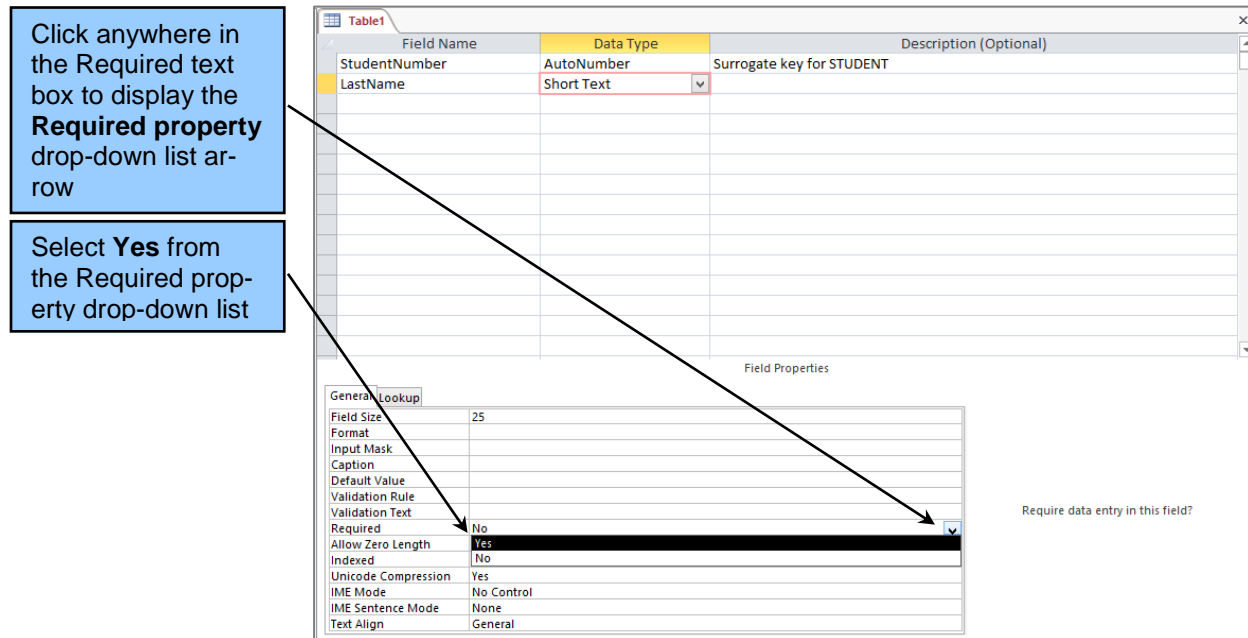 Click anywhere in
the Required text
box to display the
Required property
drop-down list ar-
row
Select Yes from
the Required prop-
erty drop-down list
Table1
Field Name Data Type Description (Optional)
StudentNumber AutoNumber Surrogate key for STUDENT
LastName Short Text
Field Properties
General Lookup
Field Size 25
Format
Input Mask
Caption
Default Value
Validation Rule
Validation Text
Required No
Allow Zero Length Yes
Indexed No
Unicode Compression Yes
IME Mode No Control
IME Sentence Mode None
Text Align General
Require data entry in this field?